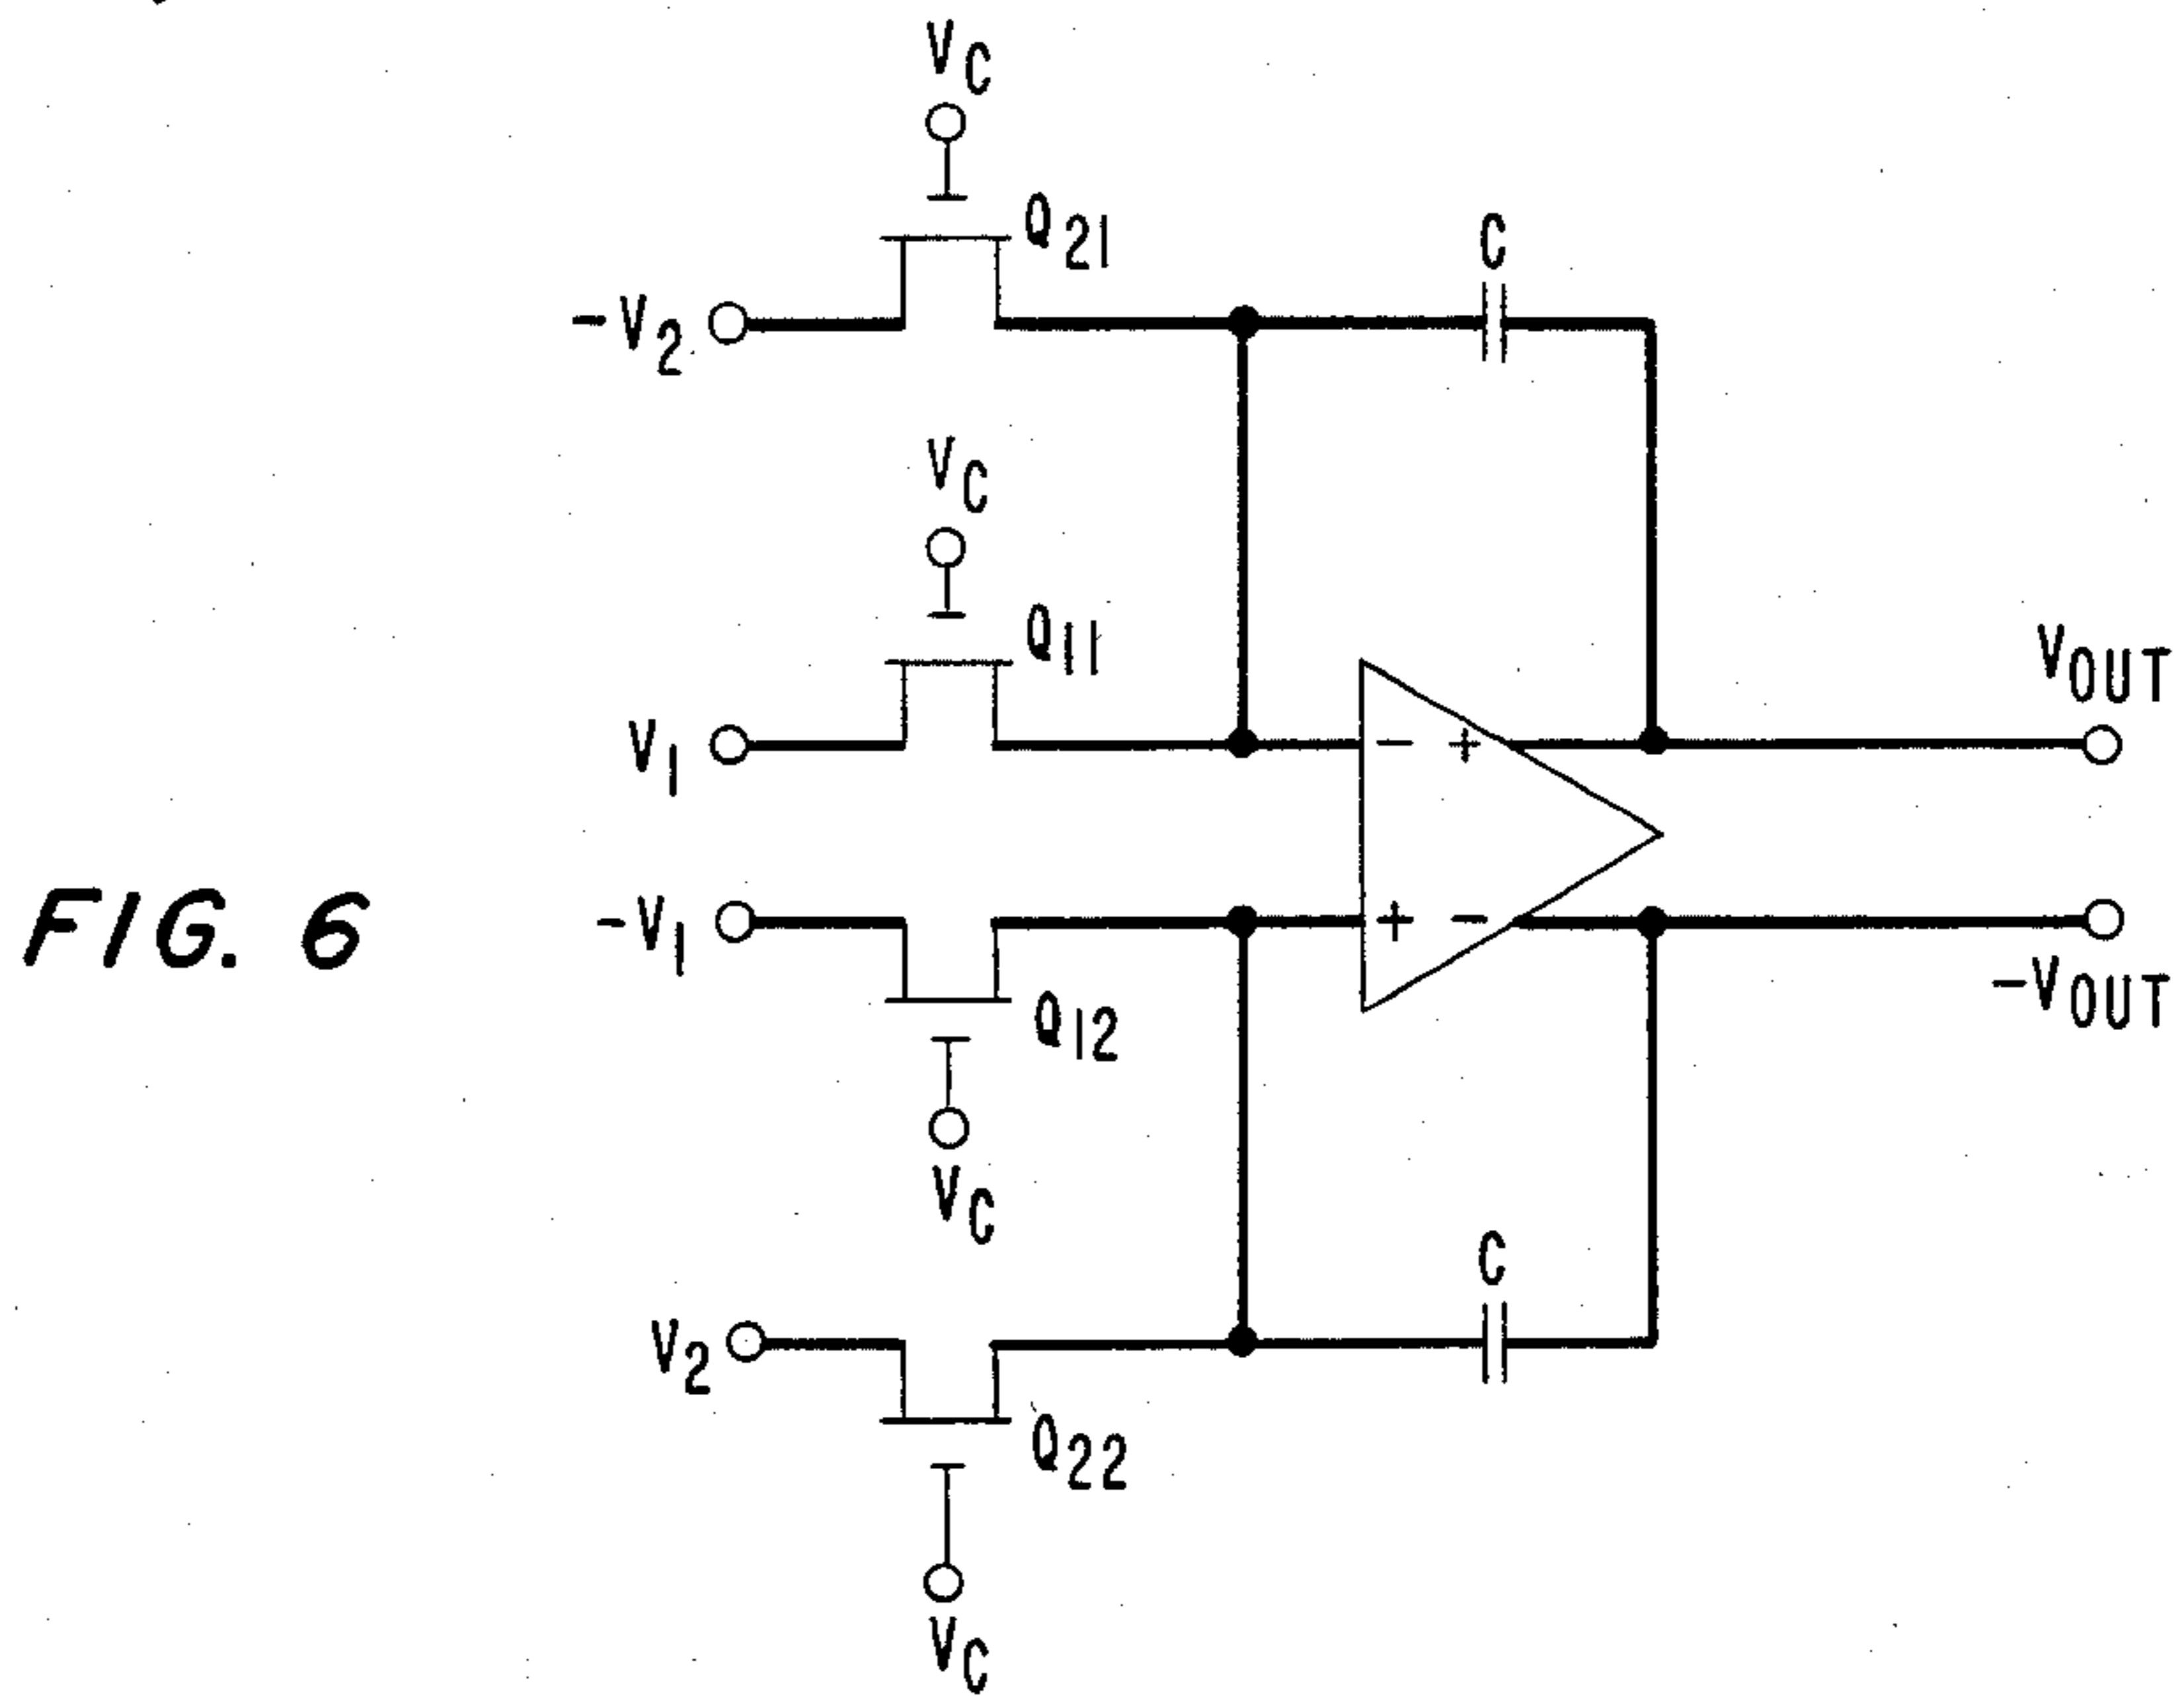 VC
Q21
C
-V2
VC
Q11
VOUT
V1
- +
FIG. 6
-V1
+ -
-VOUT
Q12
VC
C
V2
Q22
VC